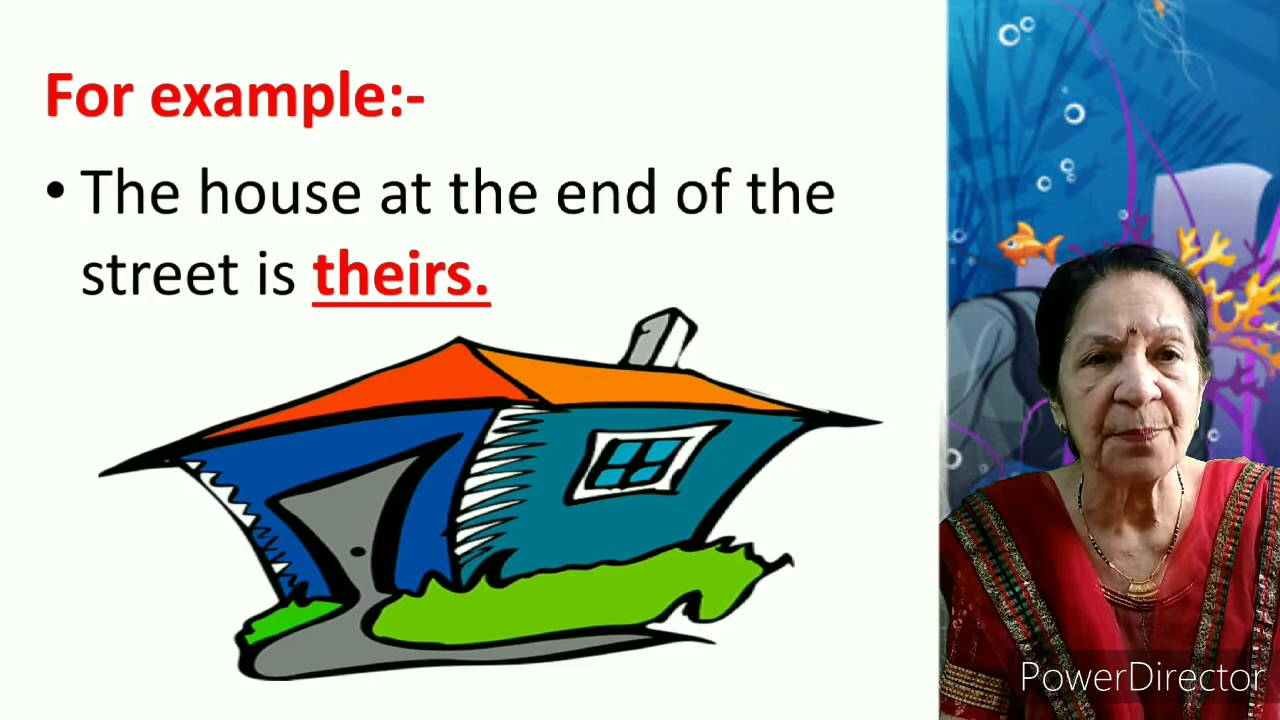 For example:-
• The house at the end of the
street is theirs.
PowerDirector